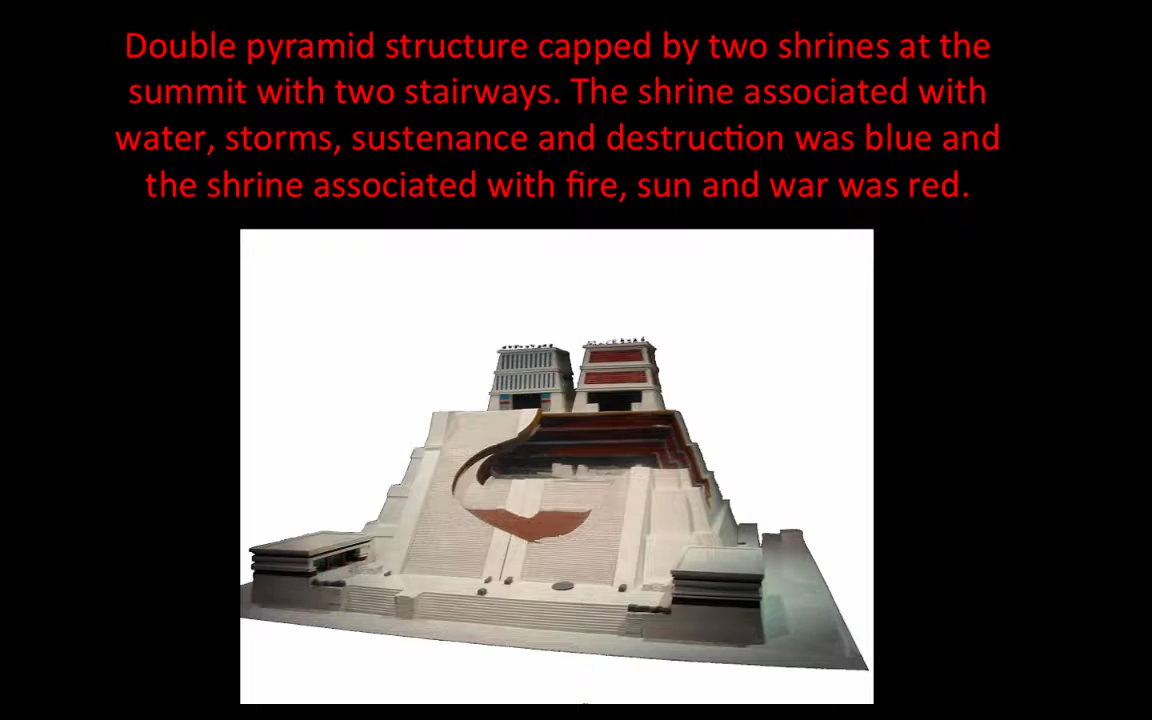 Double pyramid structure capped by two shrines at the
summit with two stairways. The shrine associated with
water, storms, sustenance and destruction was blue and
the shrine associated with fire, sun and war was red.